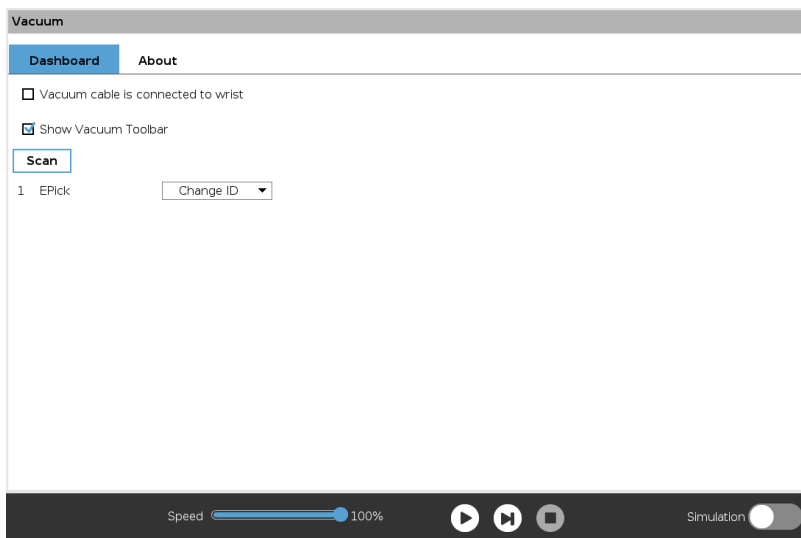 Vacuum
Dashboard About
Vacuum cable is connected to wrist
Show Vacuum Toolbar
Scan
1 EPick Change ID
Speed 100% Simulation